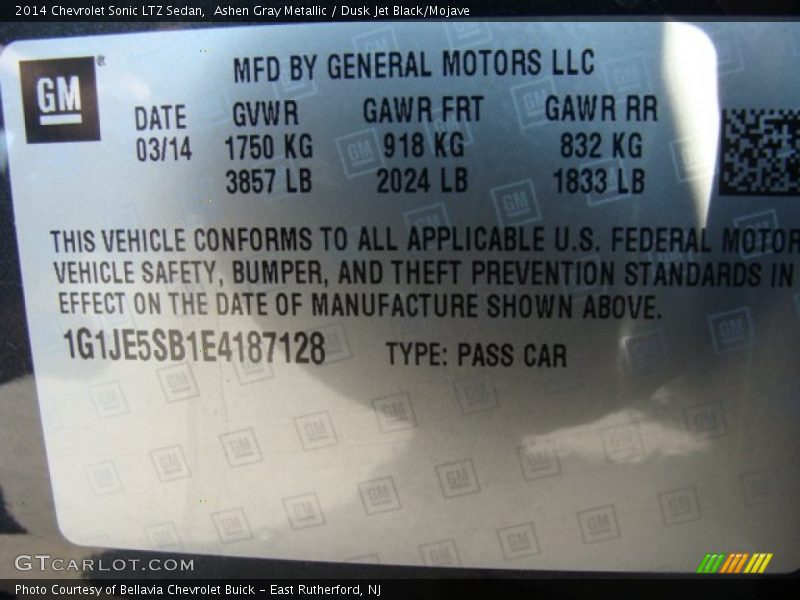 2014 Chevrolet Sonic LTZ Sedan,  Ashen Gray Metallic / Dusk Jet Black/Mojave
GM®
MFD BY GENERAL MOTORS LLC
DATE GVWR GAWR FRT GAWR RR
03/14 1750 KG 918 KG 832 KG
3857 LB 2024 LB 1833 LB
THIS VEHICLE CONFORMS TO ALL APPLICABLE U.S. FEDERAL MOTOR
VEHICLE SAFETY, BUMPER, AND THEFT PREVENTION STANDARDS IN
EFFECT ON THE DATE OF MANUFACTURE SHOWN ABOVE.
1G1JE5SB1E4187128 TYPE: PASS CAR
GTCARLOT.COM
Photo Courtesy of Bellavia Chevrolet Buick – East Rutherford, NJ